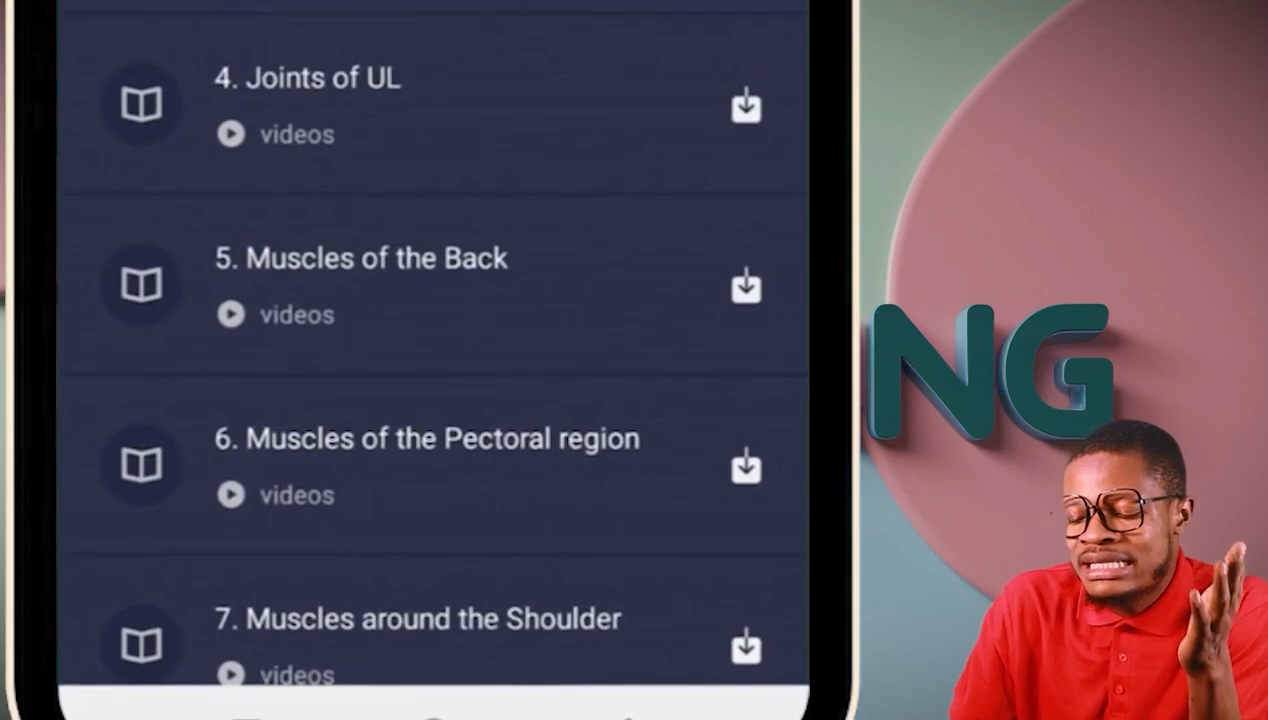 4. Joints of UL
videos
5. Muscles of the Back
videos
6. Muscles of the Pectoral region
videos
NG
7. Muscles around the Shoulder
videos